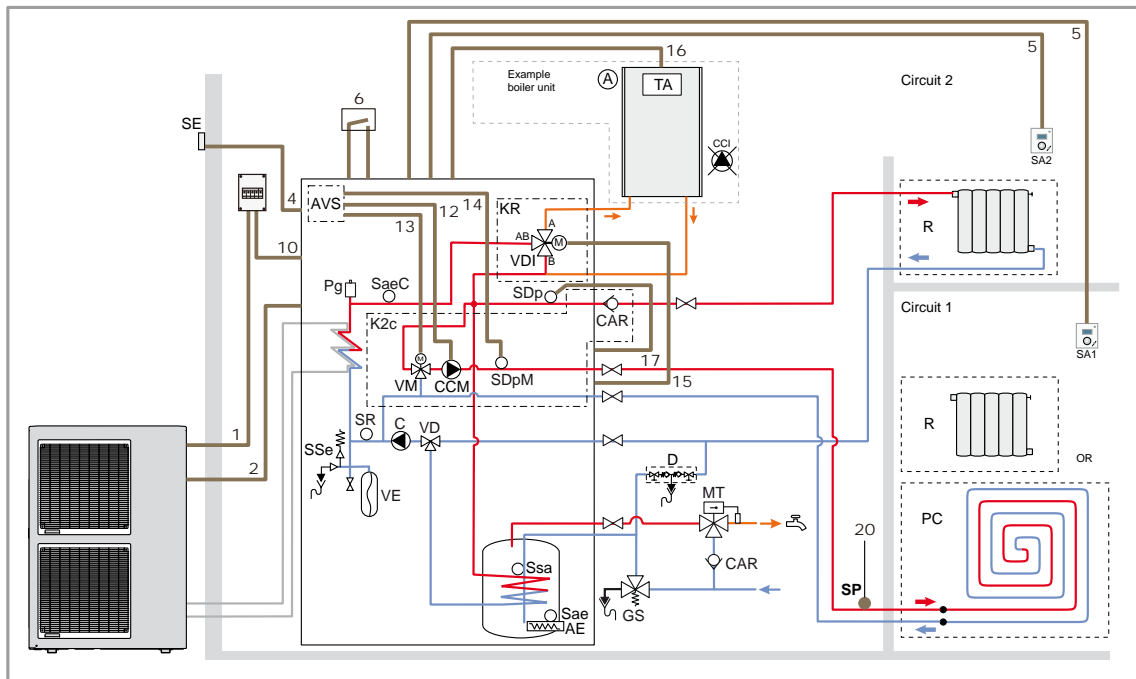 5
5
16
Example
boiler unit
A
TA
Circuit 2
6
CCI
SE
SA2
4
AVS
12
14
13
KR
A
AB
M
VDI
B
R
10
Pg
SaeC
SDp
CAR
Circuit 1
K2c
SA1
M
VM
CCM
SDpM
17
15
SR
C
VD
R
1
SSe
OR
2
VE
D
MT
PC
20
Ssa
CAR
SP
Sae
AE
GS